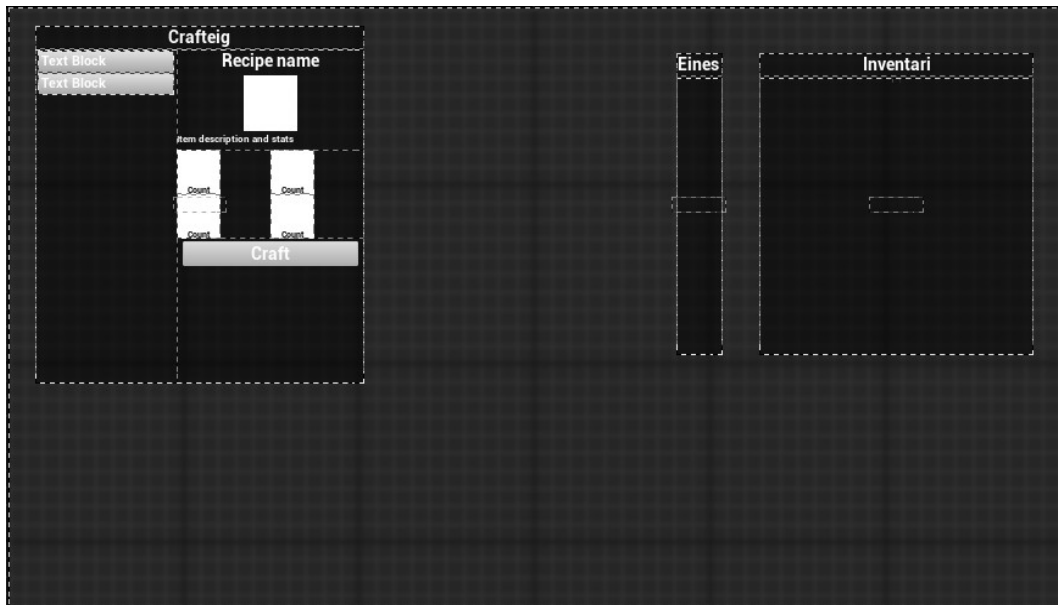 Crafteig
Text Block
Text Block
Recipe name
Item description and stats
Count
Count
Count
Count
Craft
Eines
Inventari